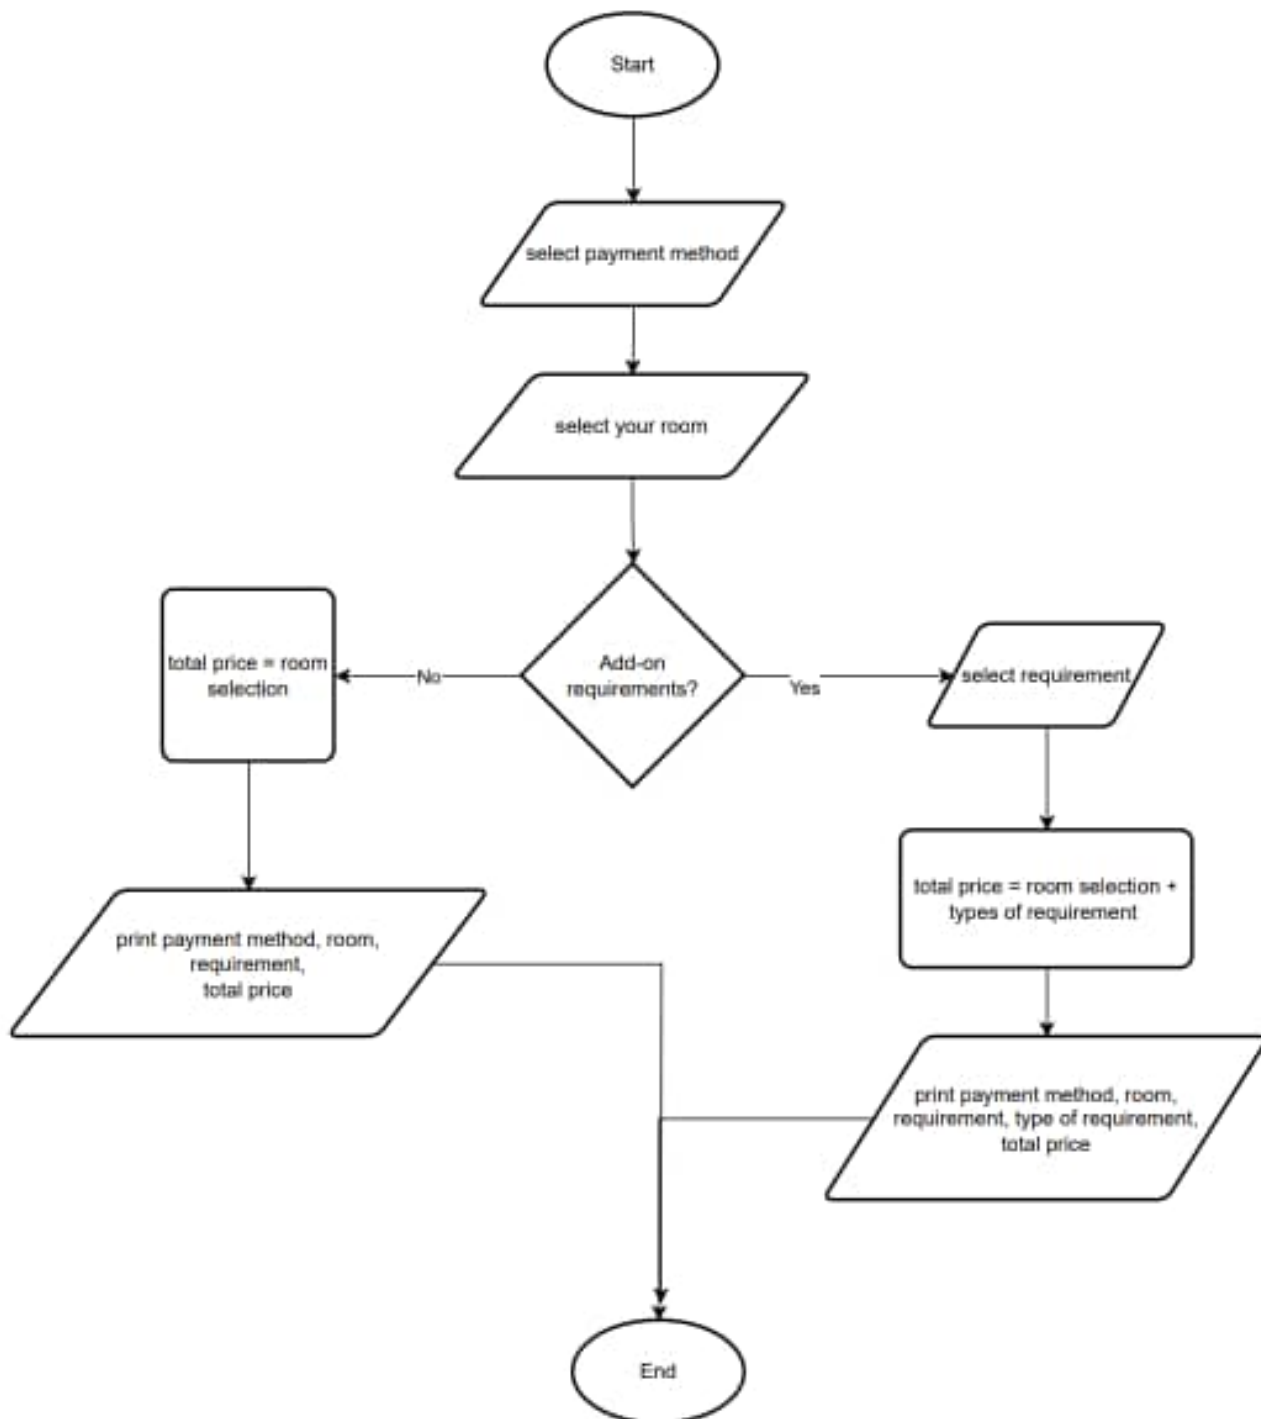 Start
select payment method
select your room
Add-on
requirements?
No
Yes
total price = room
selection
select requirement
total price = room selection +
types of requirement
print payment method, room,
requirement,
total price
print payment method, room,
requirement, type of requirement,
total price
End